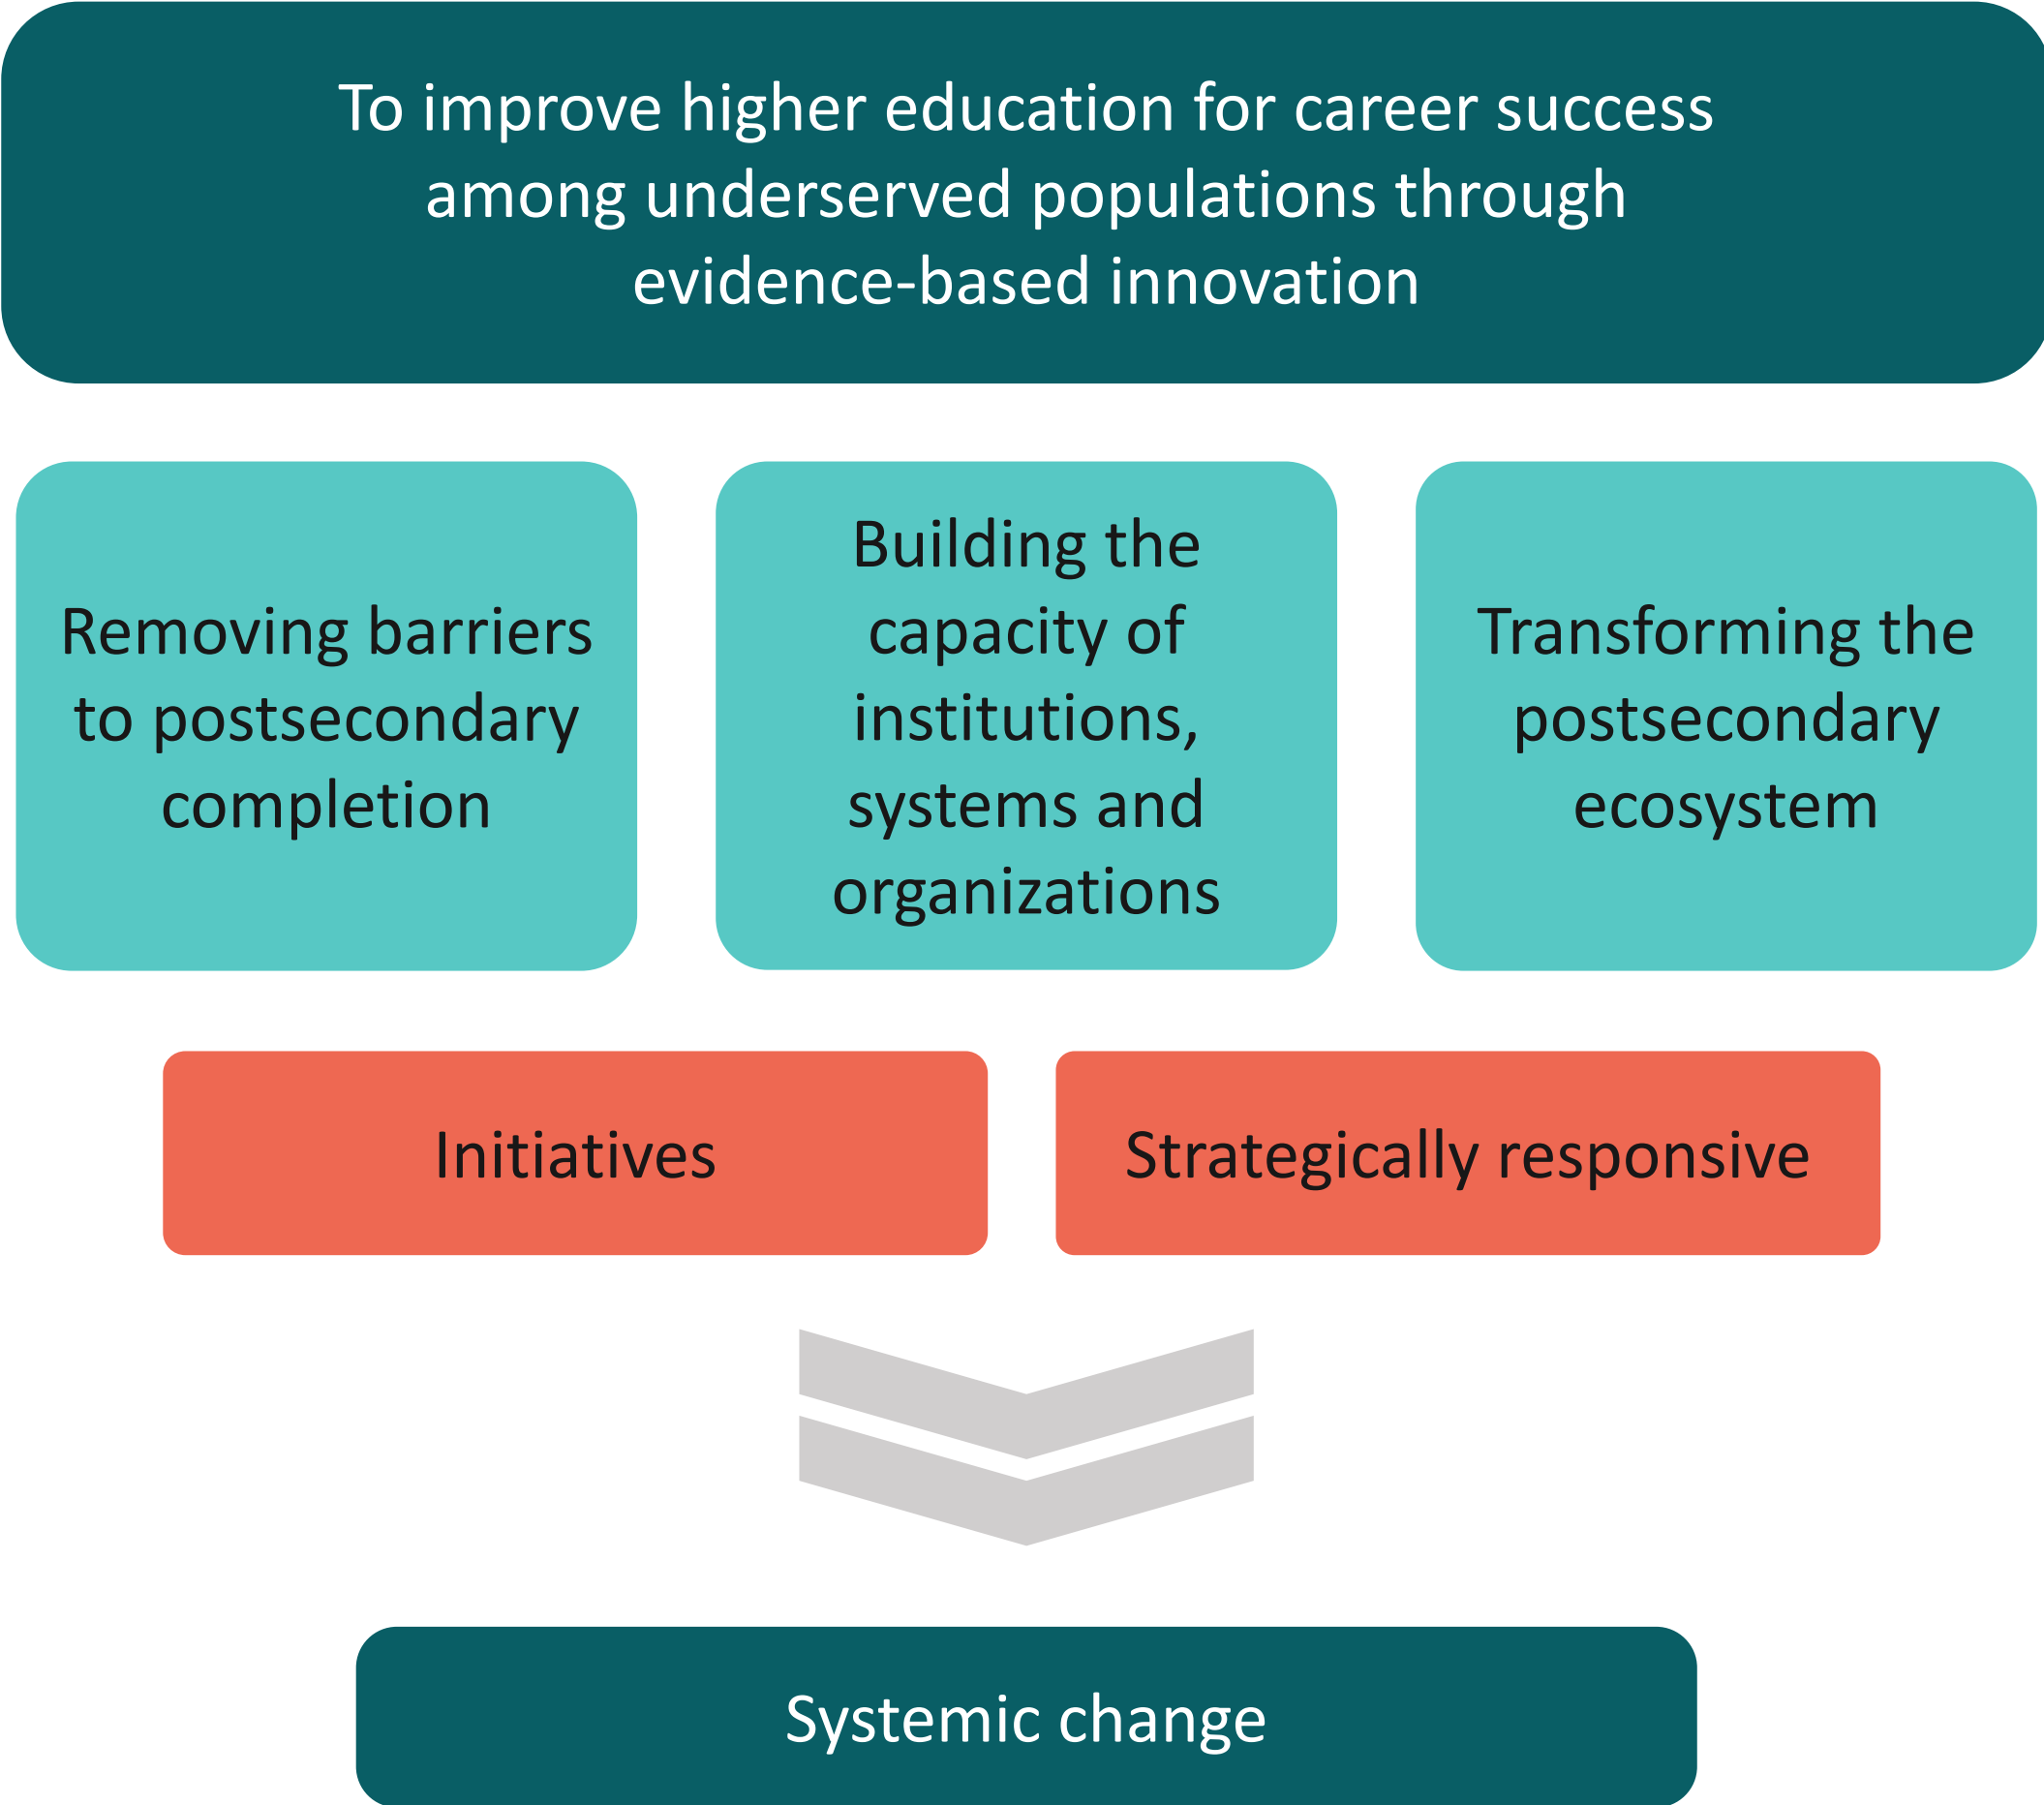 To improve higher education for career success
among underserved populations through
evidence-based innovation
Removing barriers
to postsecondary
completion
Building the
capacity of
institutions,
systems and
organizations
Transforming the
postsecondary
ecosystem
Initiatives
Strategically responsive
Systemic change